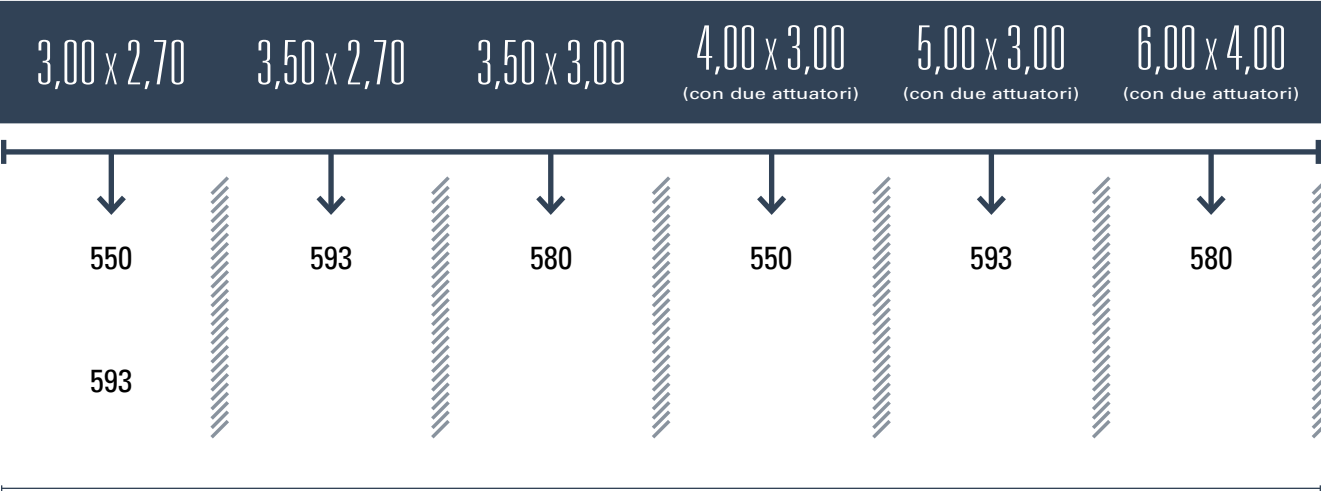 3,00 x 2,70 3,50 x 2,70 3,50 x 3,00 4,00 x 3,00 5,00 x 3,00 6,00 x 4,00
(con due attuatori) (con due attuatori) (con due attuatori)
550 593 580 550 593 580
593